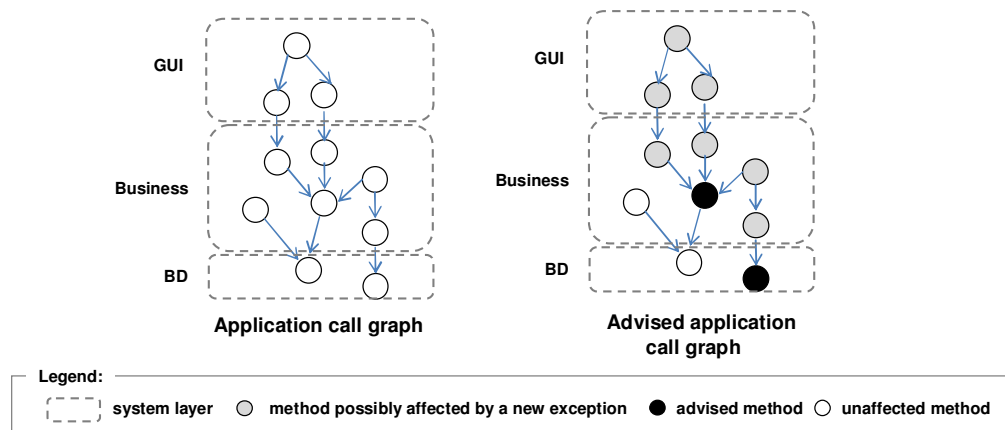 GUI
Business
BD
Application call graph
GUI
Business
BD
Advised application
call graph
Legend:
system layer method possibly affected by a new exception advised method unaffected method